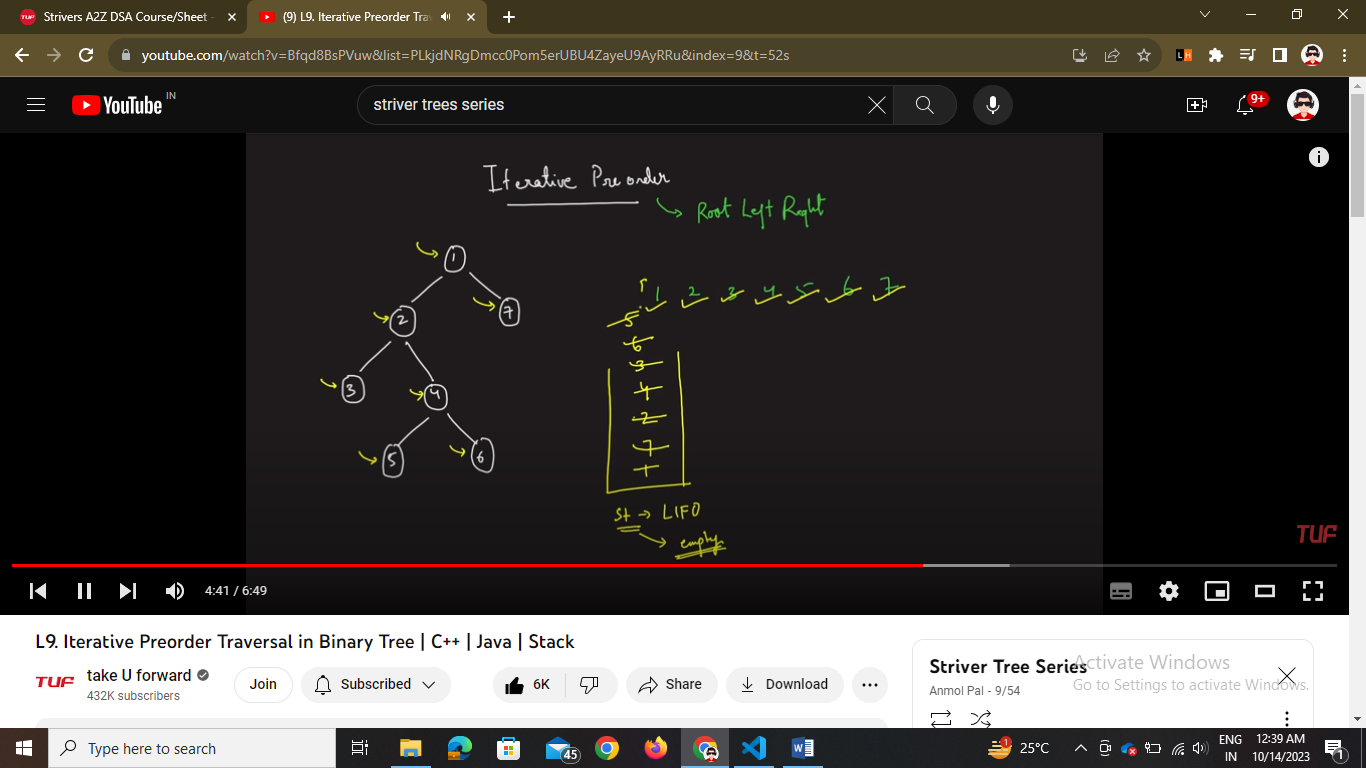 Strivers A2Z DSA Course/Sheet -
(9) L9. Iterative Preorder Tra
youtube.com/watch?v=Bfqd8BsPVuw&list=PLkjdNRgDmcc0Pom5erUBU4ZayeU9AyRRu&index=9&t=52s
LH
YouTube IN
striver trees series
9+
Iterative Preorder
Root Left Right
1
2
7
3
4
5
6
1 2 3 4 5 6 7
5
6
3
4
2
7
1
st → LIFO
empty
TUF
4:41 / 6:49
L9. Iterative Preorder Traversal in Binary Tree | C++ | Java | Stack
TUF
take U forward
432K subscribers
Join
Subscribed
6K
Share
Download
Striver Tree Series
Anmol Pal - 9/54
Activate Windows
Go to Settings to activate Windows.
Type here to search
45
1
25°C
ENG
IN
12:39 AM
10/14/2023
1